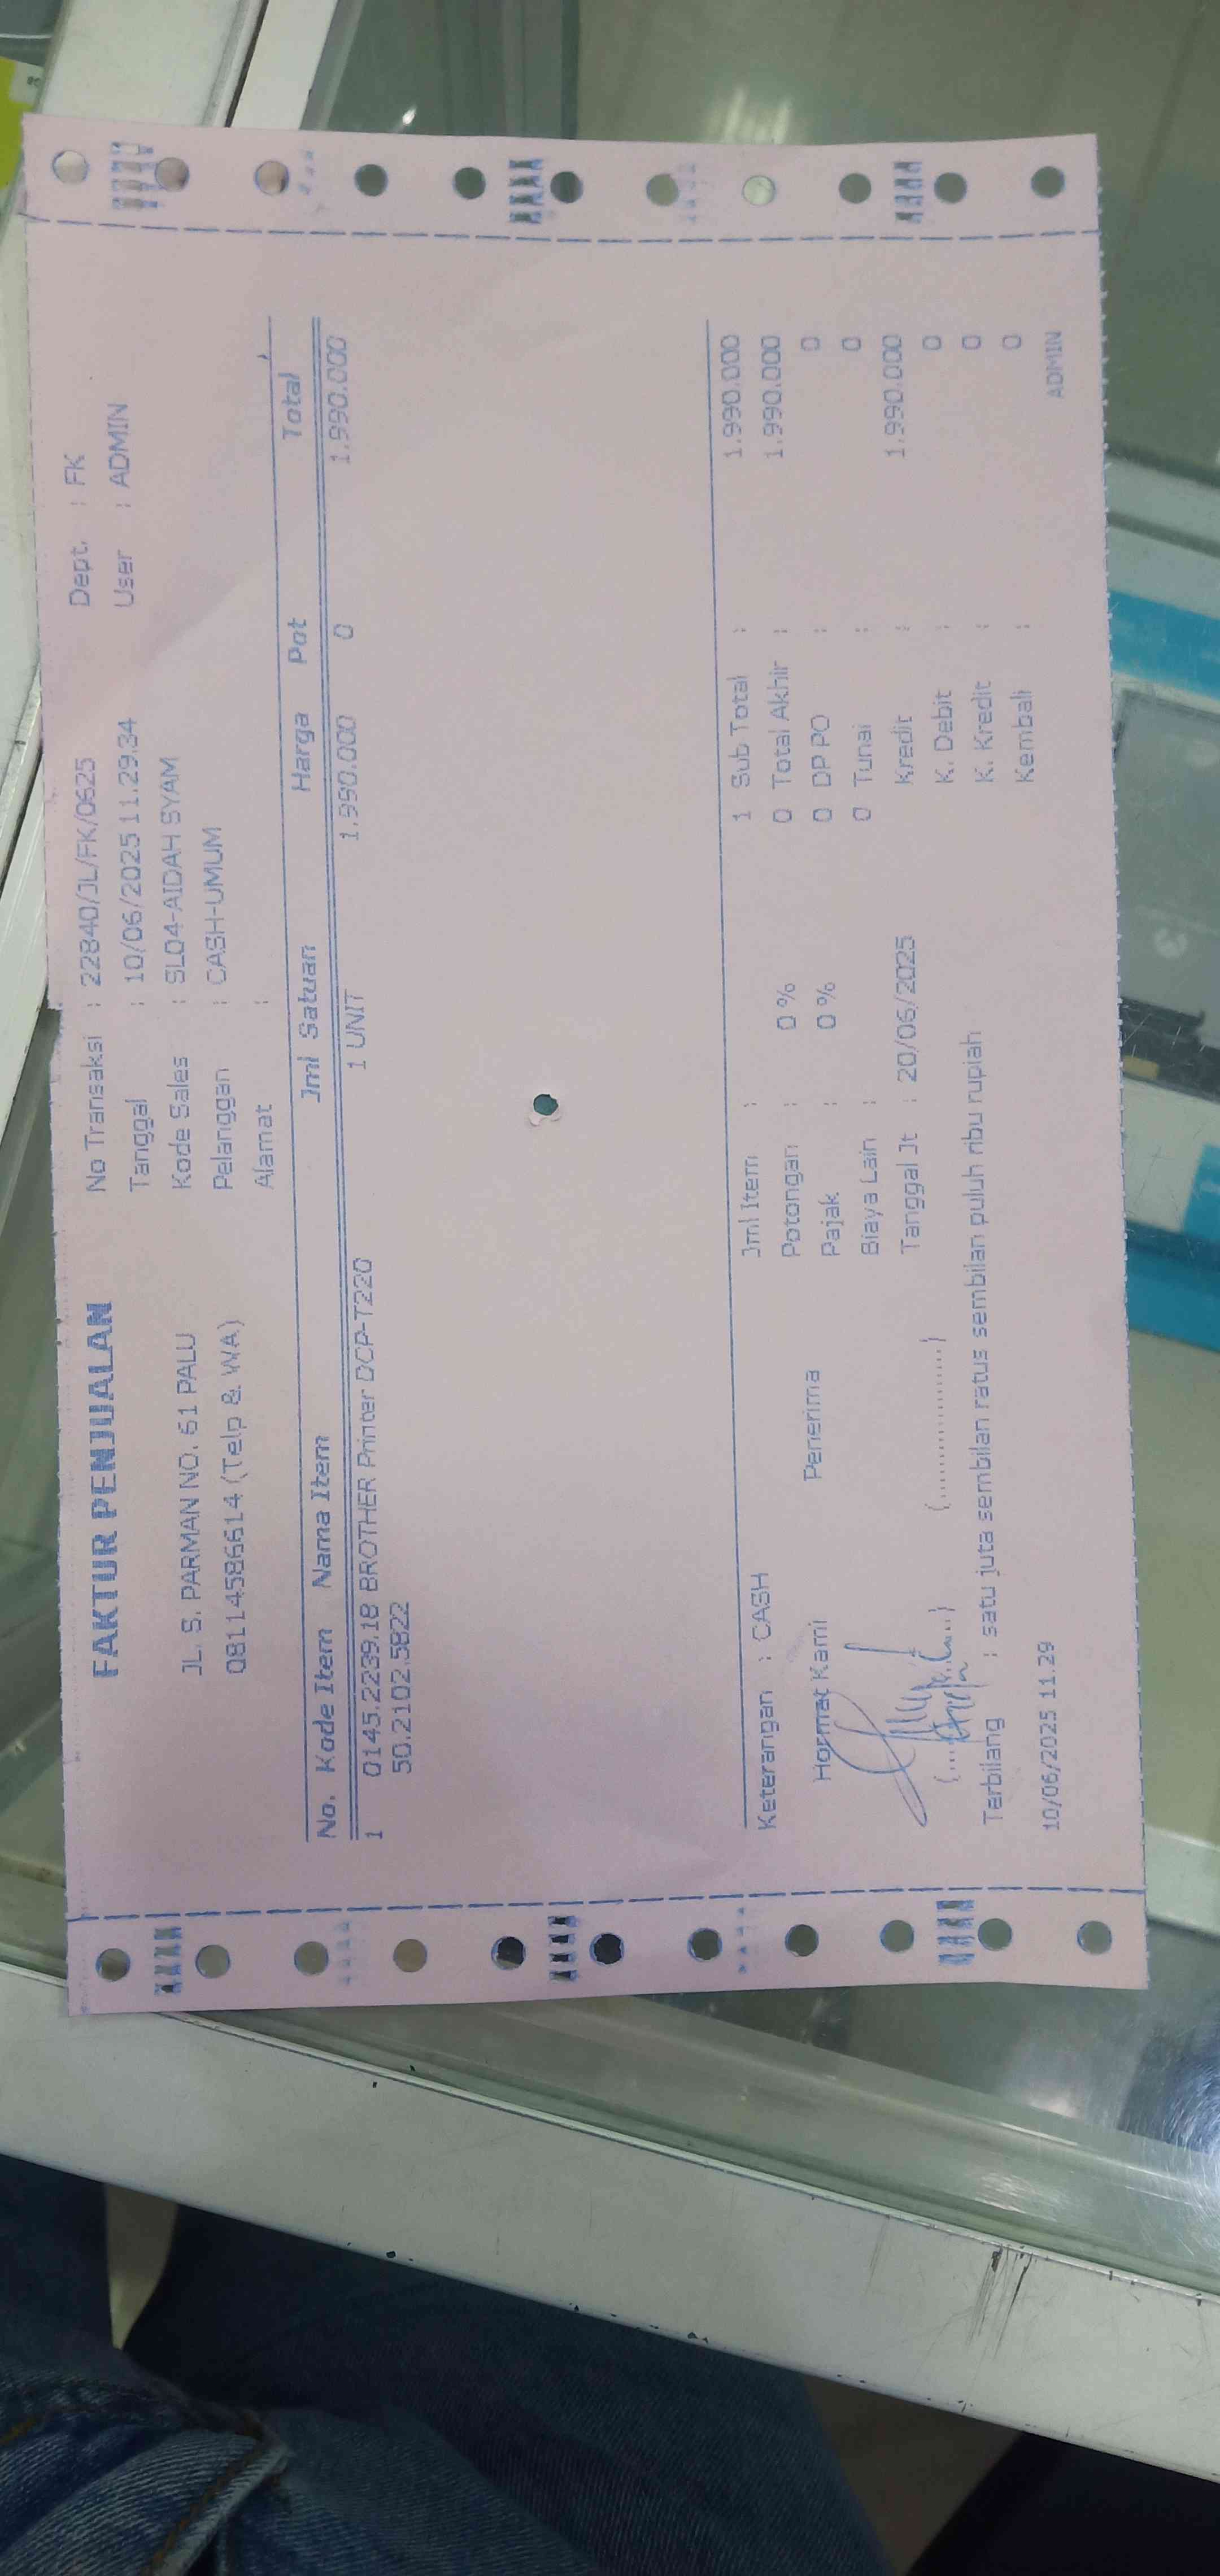 FAKTUR PENJUALAN
JL. S. PARMAN NO. 61 PALU
08114586614 (Telp & WA)
No Transaksi : 22840/JL/FK/0625
Dept. : FK
Tanggal : 10/06/2025 11.29.34
User : ADMIN
Kode Sales : SL04-AIDAH SYAM
Pelanggan : CASH-UMUM
Alamat :
No. Kode Item Nama Item Jml Satuan Harga Pot Total
1 0145.2239.18 BROTHER Printer DCP-T220 1 UNIT 1.990.000 0 1.990.000
50.2102.5822
Keterangan : CASH
Jml Item : 1 Sub Total : 1.990.000
Potongan : 0 % 0 Total Akhir : 1.990.000
Hormat Kami Penerima
Pajak : 0 % 0 DP PO : 0
Biaya Lain : 0 Tunai : 0
Tanggal Jt : 20/06/2025 Kredit : 1.990.000
K. Debit : 0
K. Kredit : 0
Kembali : 0
Terbilang : satu juta sembilan ratus sembilan puluh ribu rupiah
10/06/2025 11.29
ADMIN